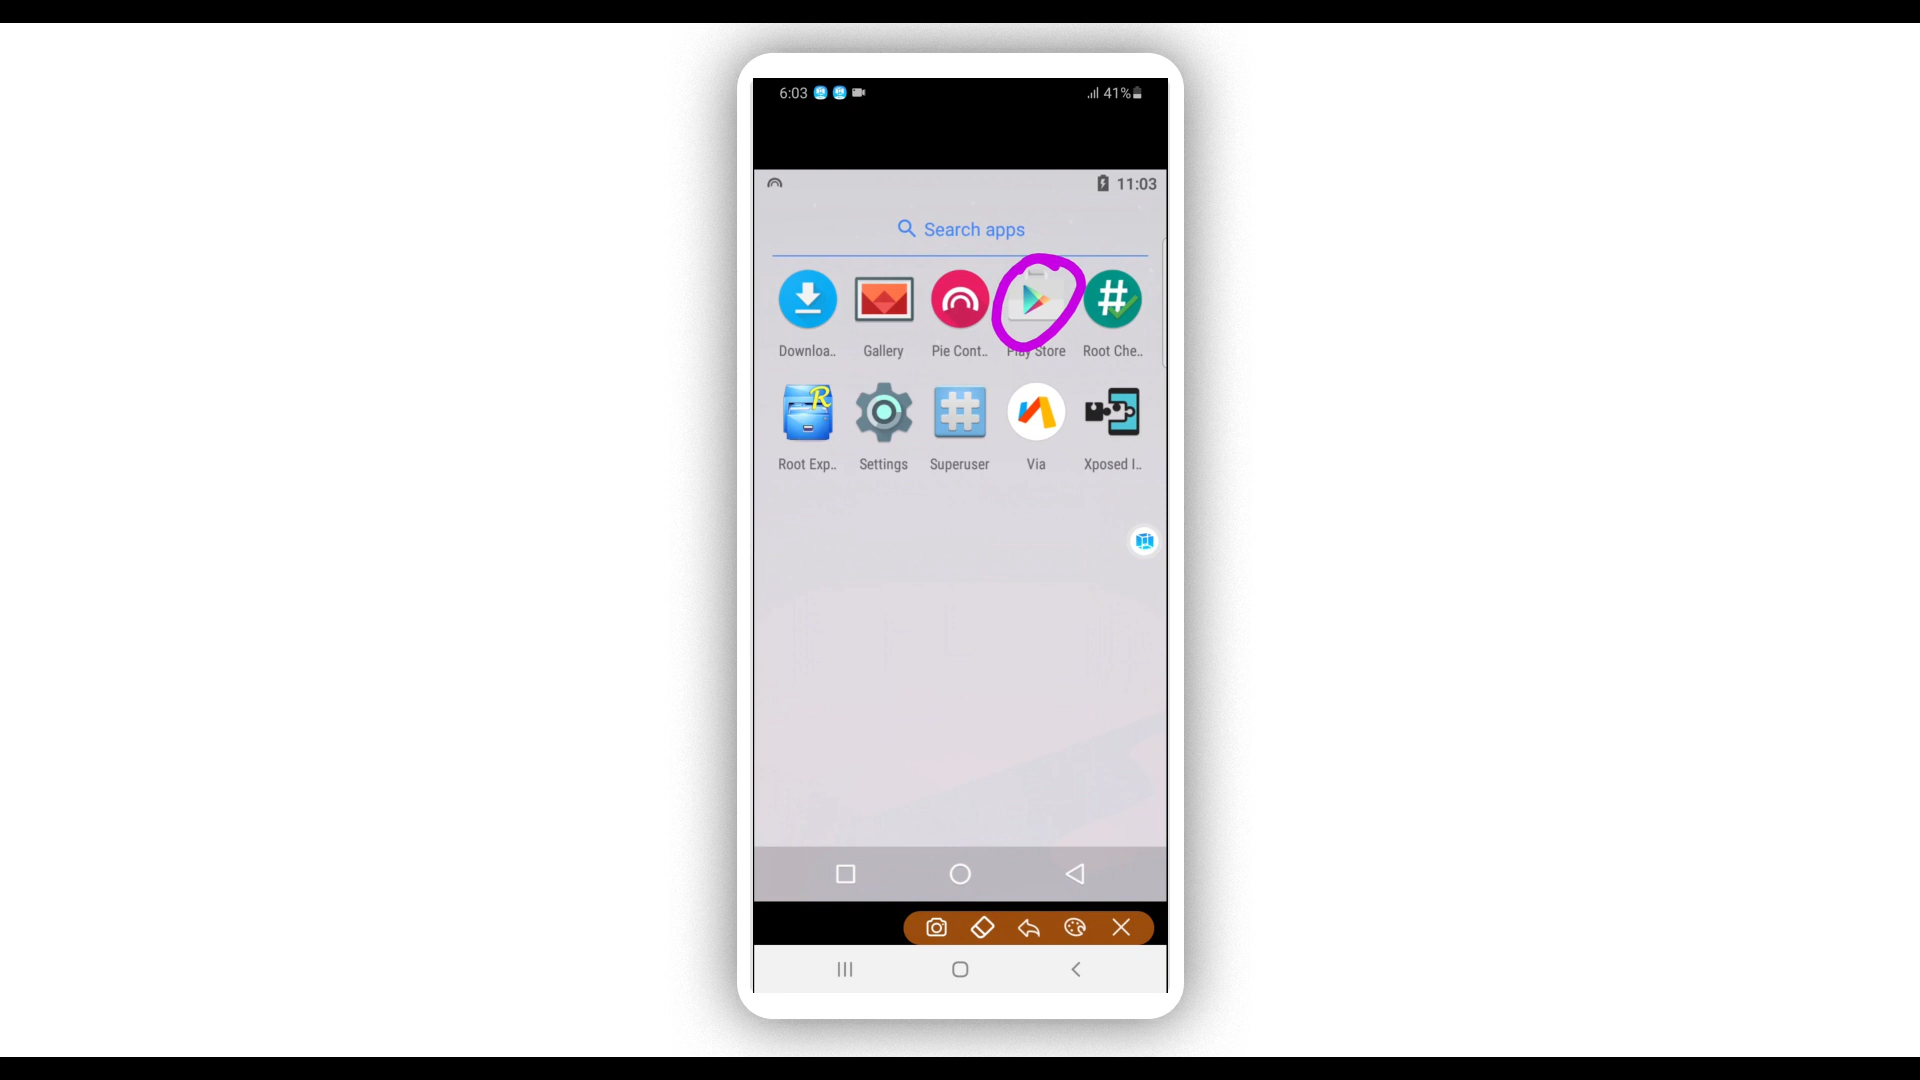 6:03 41%
11:03
Search apps
Downloa.. Gallery Pie Cont.. Play Store Root Che..
Root Exp.. Settings Superuser Via Xposed I..